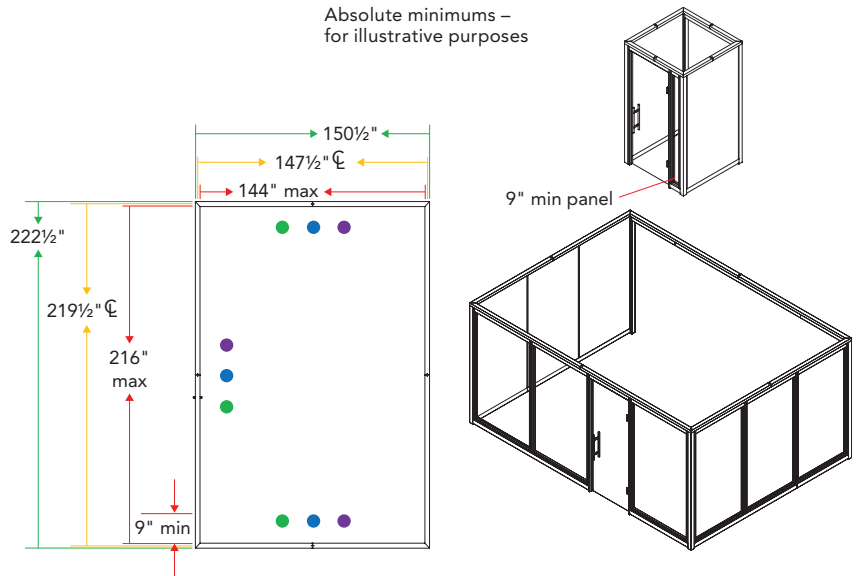 Absolute minimums –
for illustrative purposes
150½"
147½" ℄
144" max
9" min panel
222½"
219½" ℄
216"
max
9" min